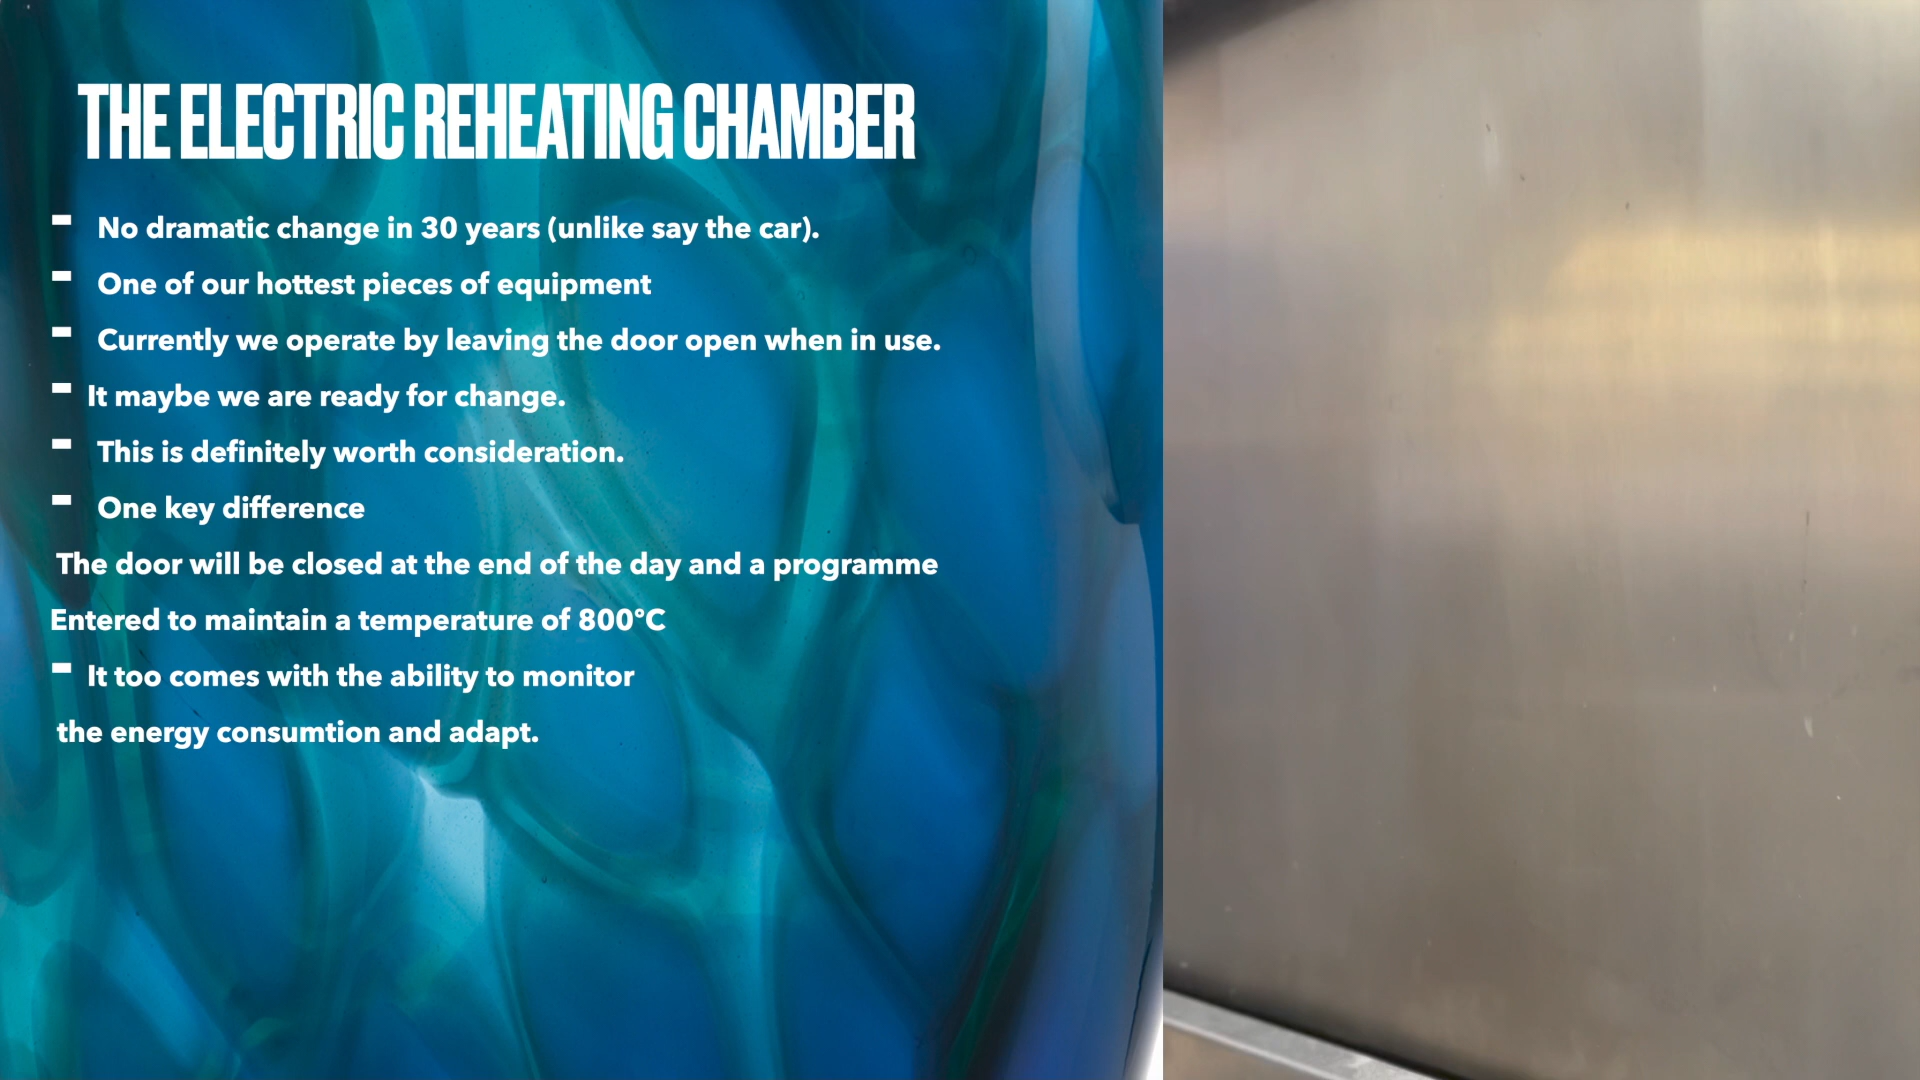 THE ELECTRIC REHEATING CHAMBER
- No dramatic change in 30 years (unlike say the car).
- One of our hottest pieces of equipment
- Currently we operate by leaving the door open when in use.
- It maybe we are ready for change.
- This is definitely worth consideration.
- One key difference
The door will be closed at the end of the day and a programme
Entered to maintain a temperature of 800°C
- It too comes with the ability to monitor
the energy consumtion and adapt.